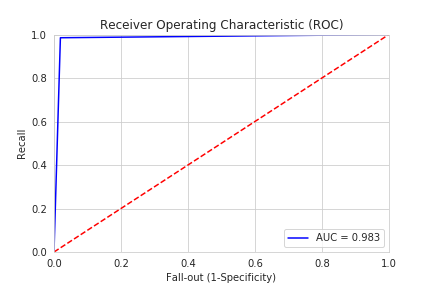 Receiver Operating Characteristic (ROC)
1.0
0.8
0.6
0.4
0.2
0.0
Recall
0.0 0.2 0.4 0.6 0.8 1.0
Fall-out (1-Specificity)
AUC = 0.983